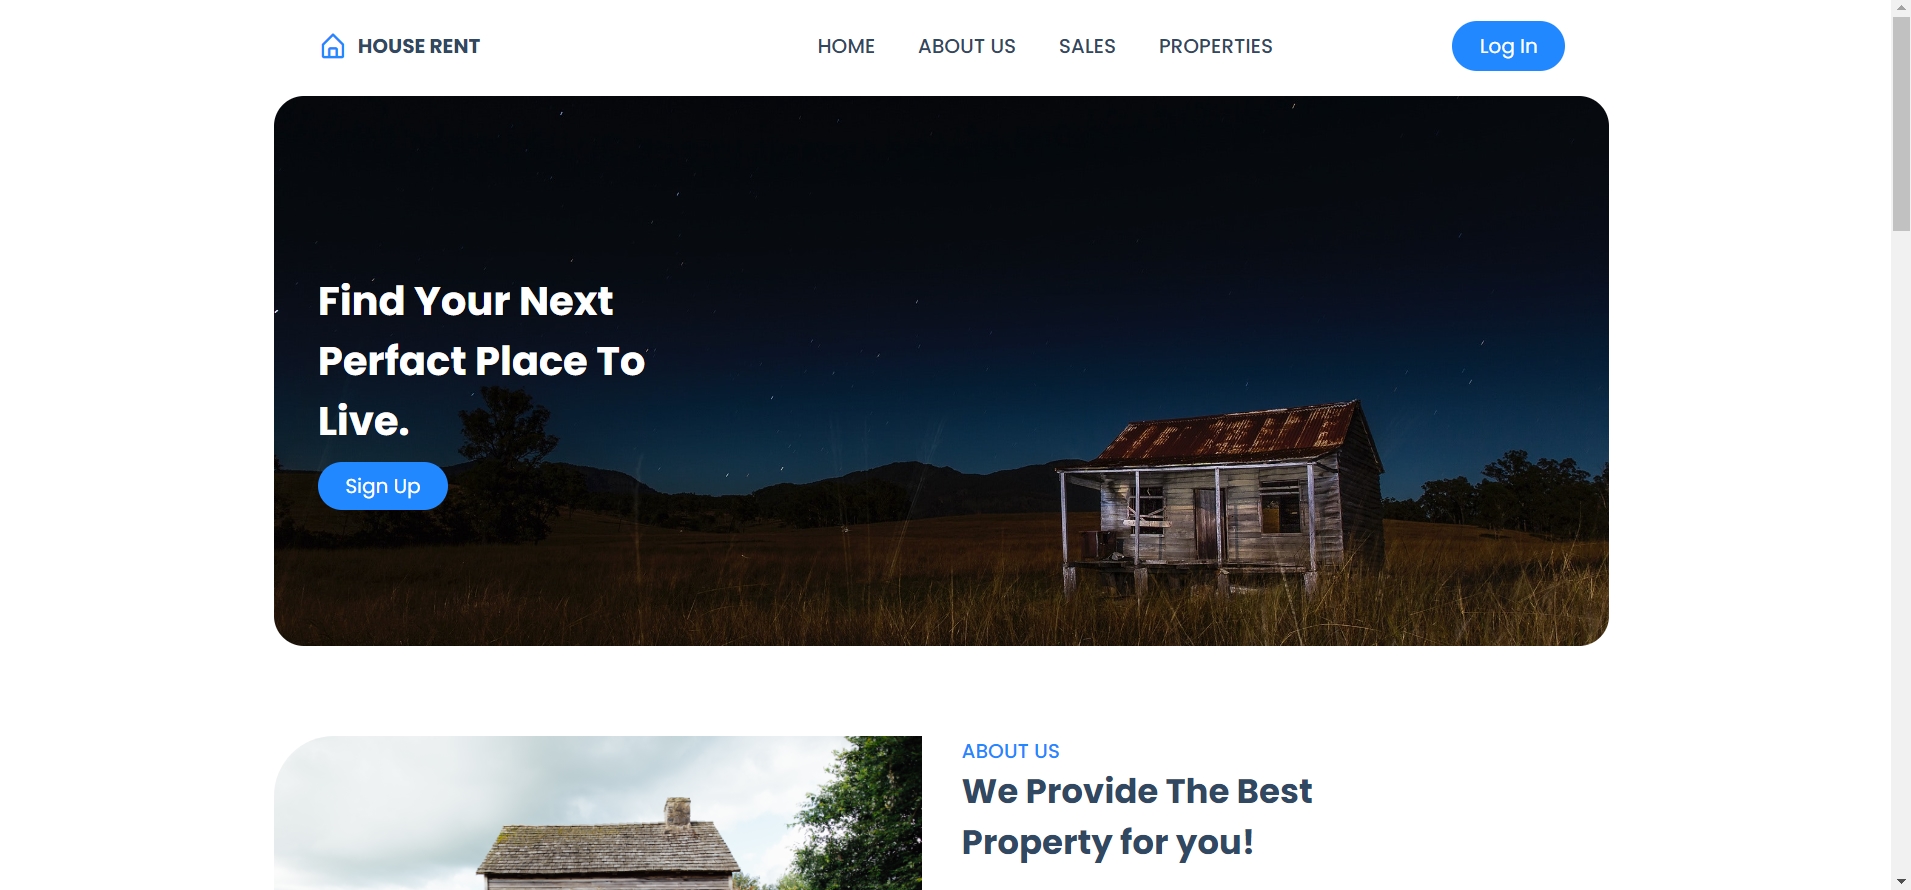 HOUSE RENT
HOME ABOUT US SALES PROPERTIES
Log In
Find Your Next
Perfact Place To
Live.
Sign Up
ABOUT US
We Provide The Best
Property for you!